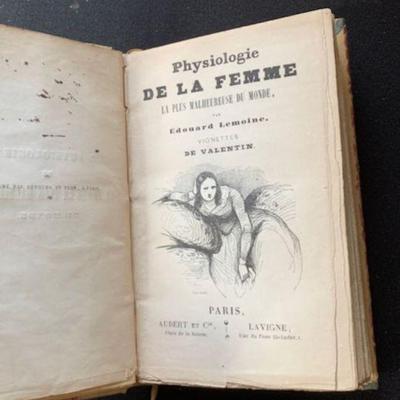 Physiologie
DE LA FEMME
LA PLUS MALHEUREUSE DU MONDE,
PAR
Edouard Lemoine,
VIGNETTES
DE VALENTIN.
PARIS,
AUBERT ET Cie,
Place de la Bourse.
LAVIGNE,